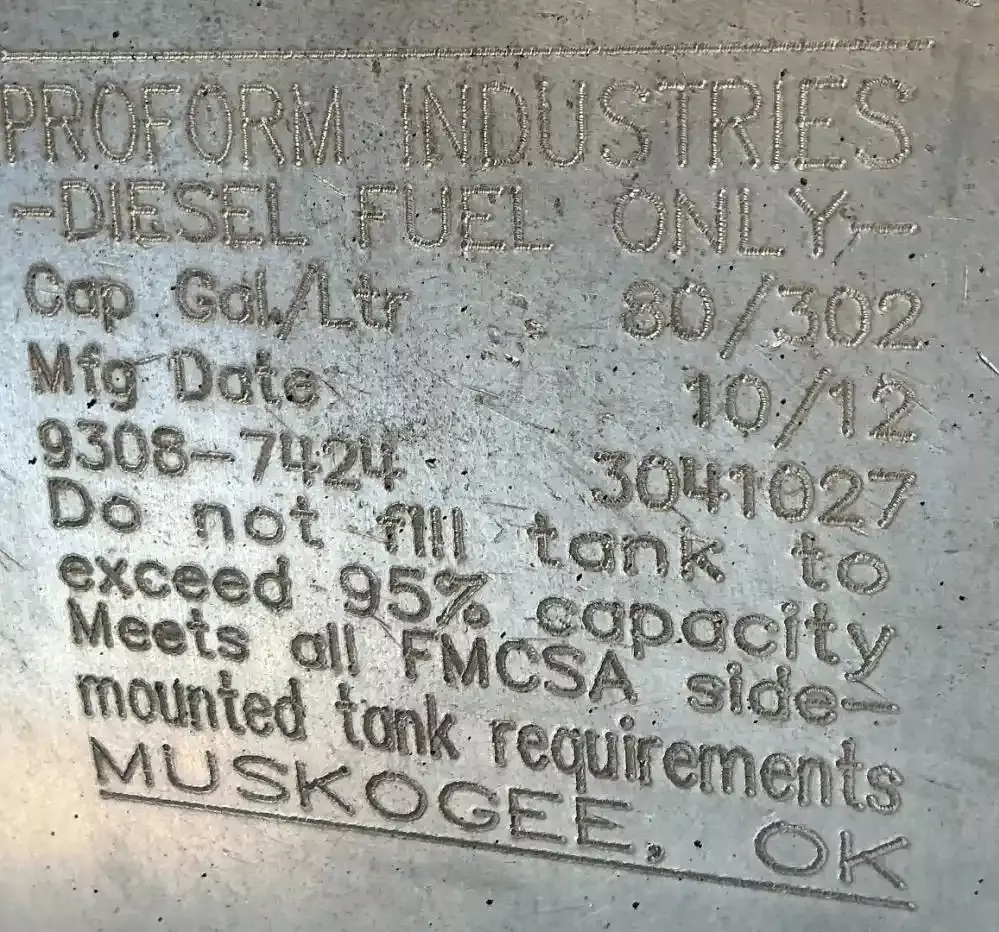 PROFORM INDUSTRIES
-DIESEL FUEL ONLY-
Cap Gal/Ltr 80/302
Mfg Date 10/12
9308-7424 3041027
Do not fill tank to
exceed 95% capacity
Meets all FMCSA side-
mounted tank requirements
MUSKOGEE, OK